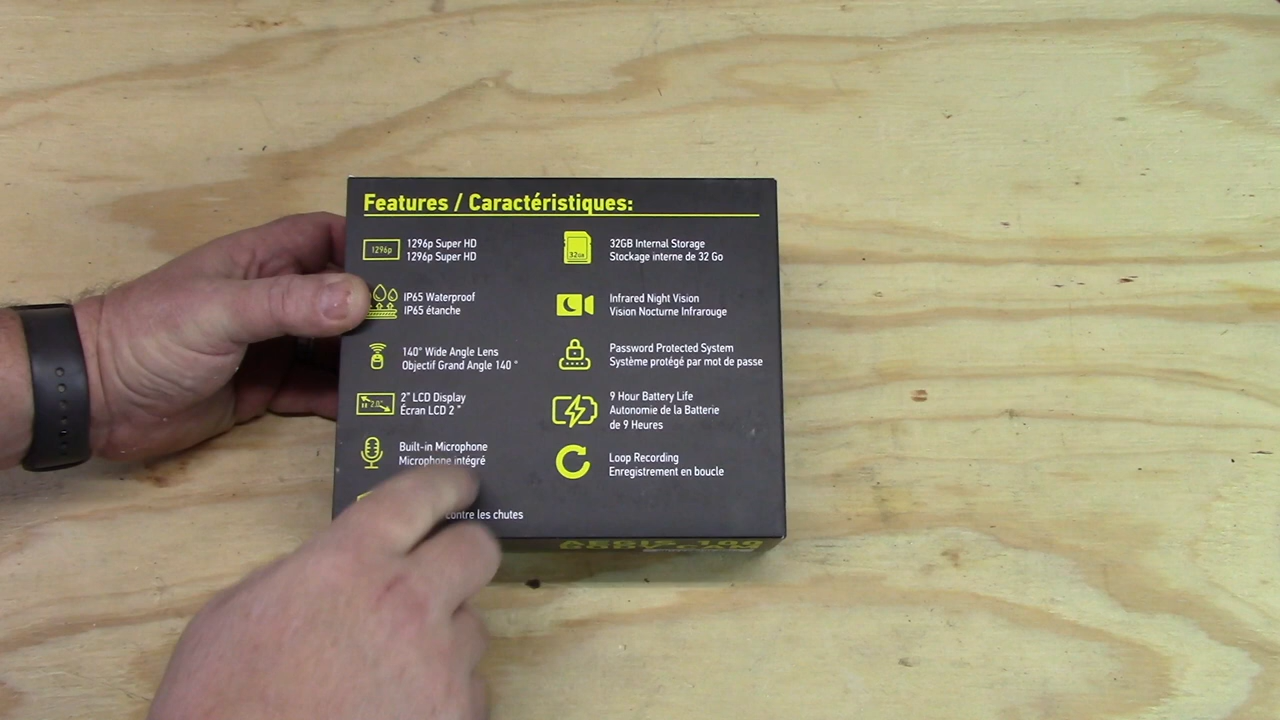 Features / Caractéristiques:
1296p
1296p Super HD
1296p Super HD
IP65 Waterproof
IP65 étanche
140° Wide Angle Lens
Objectif Grand Angle 140 °
2.0"
2" LCD Display
Écran LCD 2 "
Built-in Microphone
Microphone intégré
contre les chutes
32GB
32GB Internal Storage
Stockage interne de 32 Go
Infrared Night Vision
Vision Nocturne Infrarouge
Password Protected System
Système protégé par mot de passe
9 Hour Battery Life
Autonomie de la Batterie
de 9 Heures
Loop Recording
Enregistrement en boucle